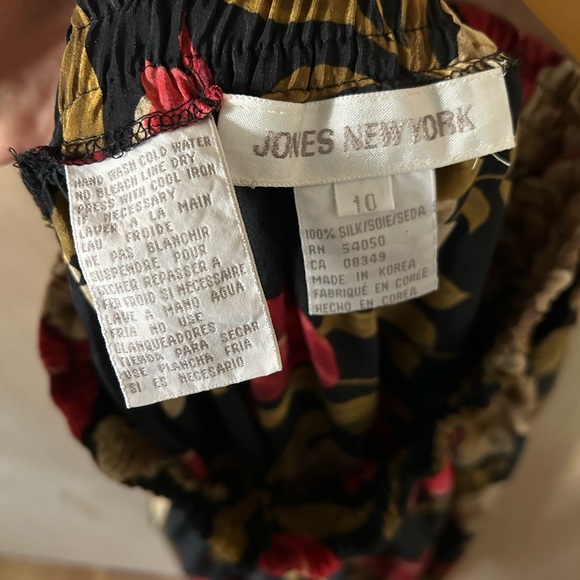 HAND WASH COLD WATER
NO BLEACH LINE DRY
PRESS WITH COOL IRON
IF NECESSARY
LAVER A LA MAIN
EAU FROIDE
NE PAS BLANCHIR
SUSPENDRE POUR
SECHER REPASSER A
FER FROID SI NECESSAIRE
LAVE A MANO AGUA
FRIA NO USE
BLANQUEADORES
TIENDA PARA SECAR
USE PLANCHA FRIA
SI ES NECESARIO
JONES NEW YORK
10
100% SILK/SOIE/SEDA
RN 54050
CA 08349
MADE IN KOREA
FABRIQUÉ EN CORÉE
HECHO EN COREA